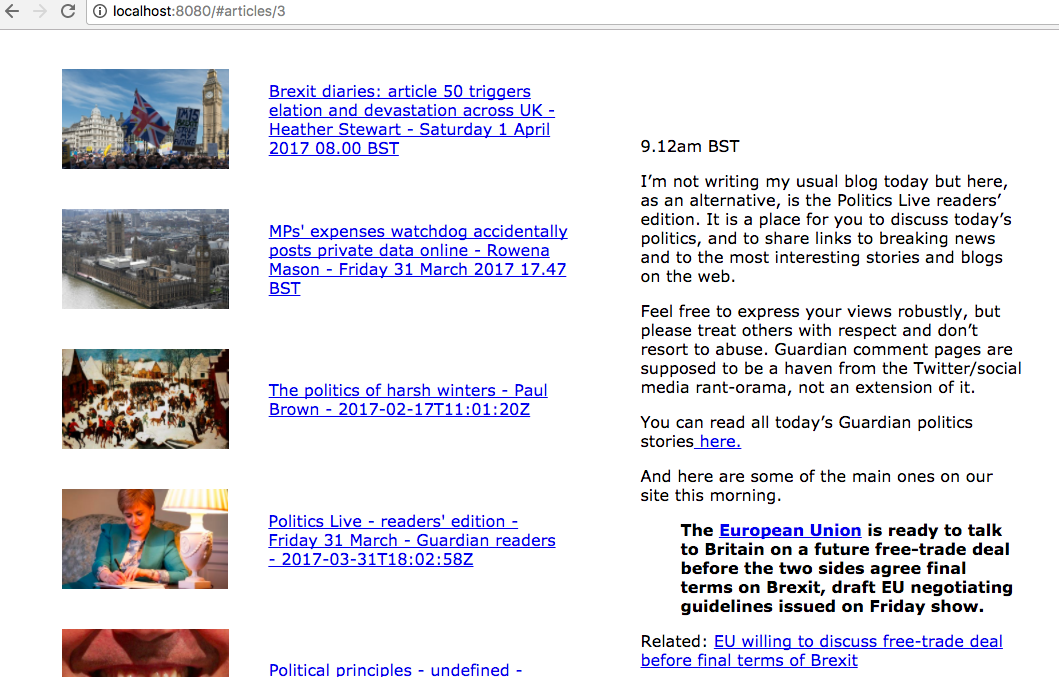 localhost:8080/#articles/3
Brexit diaries: article 50 triggers
elation and devastation across UK -
Heather Stewart - Saturday 1 April
2017 08.00 BST
MPs' expenses watchdog accidentally
posts private data online - Rowena
Mason - Friday 31 March 2017 17.47
BST
The politics of harsh winters - Paul
Brown - 2017-02-17T11:01:20Z
Politics Live - readers' edition -
Friday 31 March - Guardian readers
- 2017-03-31T18:02:58Z
Political principles - undefined -
9.12am BST
I’m not writing my usual blog today but here,
as an alternative, is the Politics Live readers’
edition. It is a place for you to discuss today’s
politics, and to share links to breaking news
and to the most interesting stories and blogs
on the web.
Feel free to express your views robustly, but
please treat others with respect and don’t
resort to abuse. Guardian comment pages are
supposed to be a haven from the Twitter/social
media rant-orama, not an extension of it.
You can read all today’s Guardian politics
stories here.
And here are some of the main ones on our
site this morning.
The European Union is ready to talk
to Britain on a future free-trade deal
before the two sides agree final
terms on Brexit, draft EU negotiating
guidelines issued on Friday show.
Related: EU willing to discuss free-trade deal
before final terms of Brexit